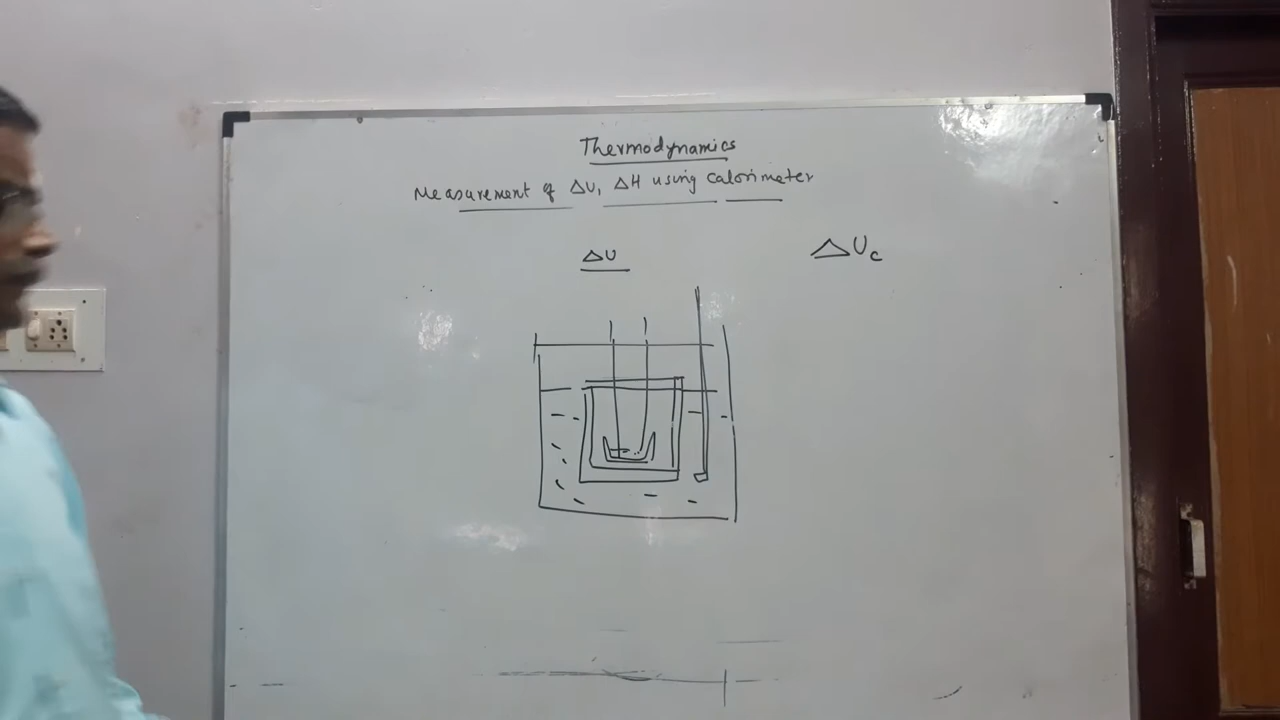 Thermodynamics
Measurement of ΔU, ΔH using Calorimeter
ΔU
ΔUc